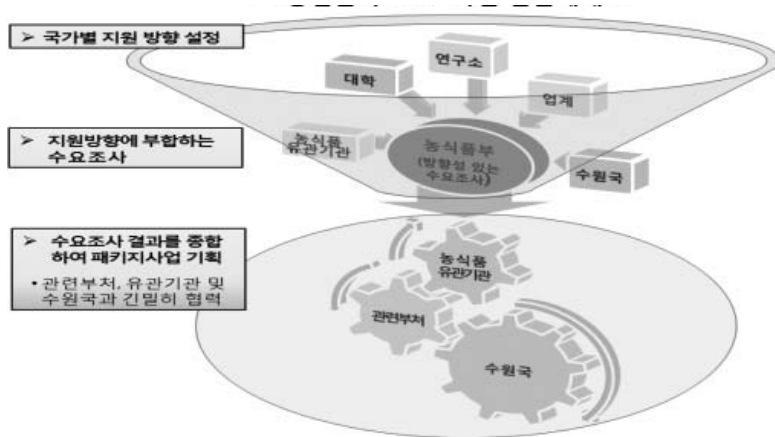 ➢ 국가별 지원 방향 설정
연구소
대학
업계
➢ 지원방향에 부합하는
수요조사
농식품
유관기관
농식품부
(방향성 있는
수요조사)
수원국
➢ 수요조사 결과를 종합
하여 패키지사업 기획
• 관련부처, 유관기관 및
수원국과 긴밀히 협력
농식품
유관기관
관련부처
수원국